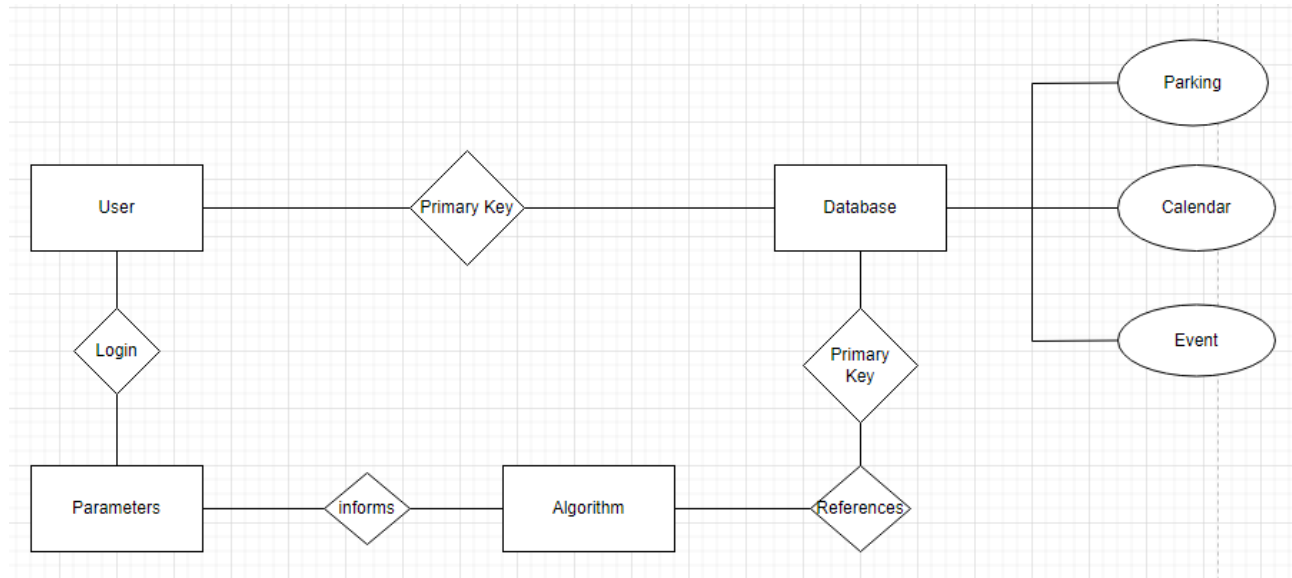 Parking
User
Primary Key
Database
Calendar
Login
Primary
Key
Event
Parameters
informs
Algorithm
References